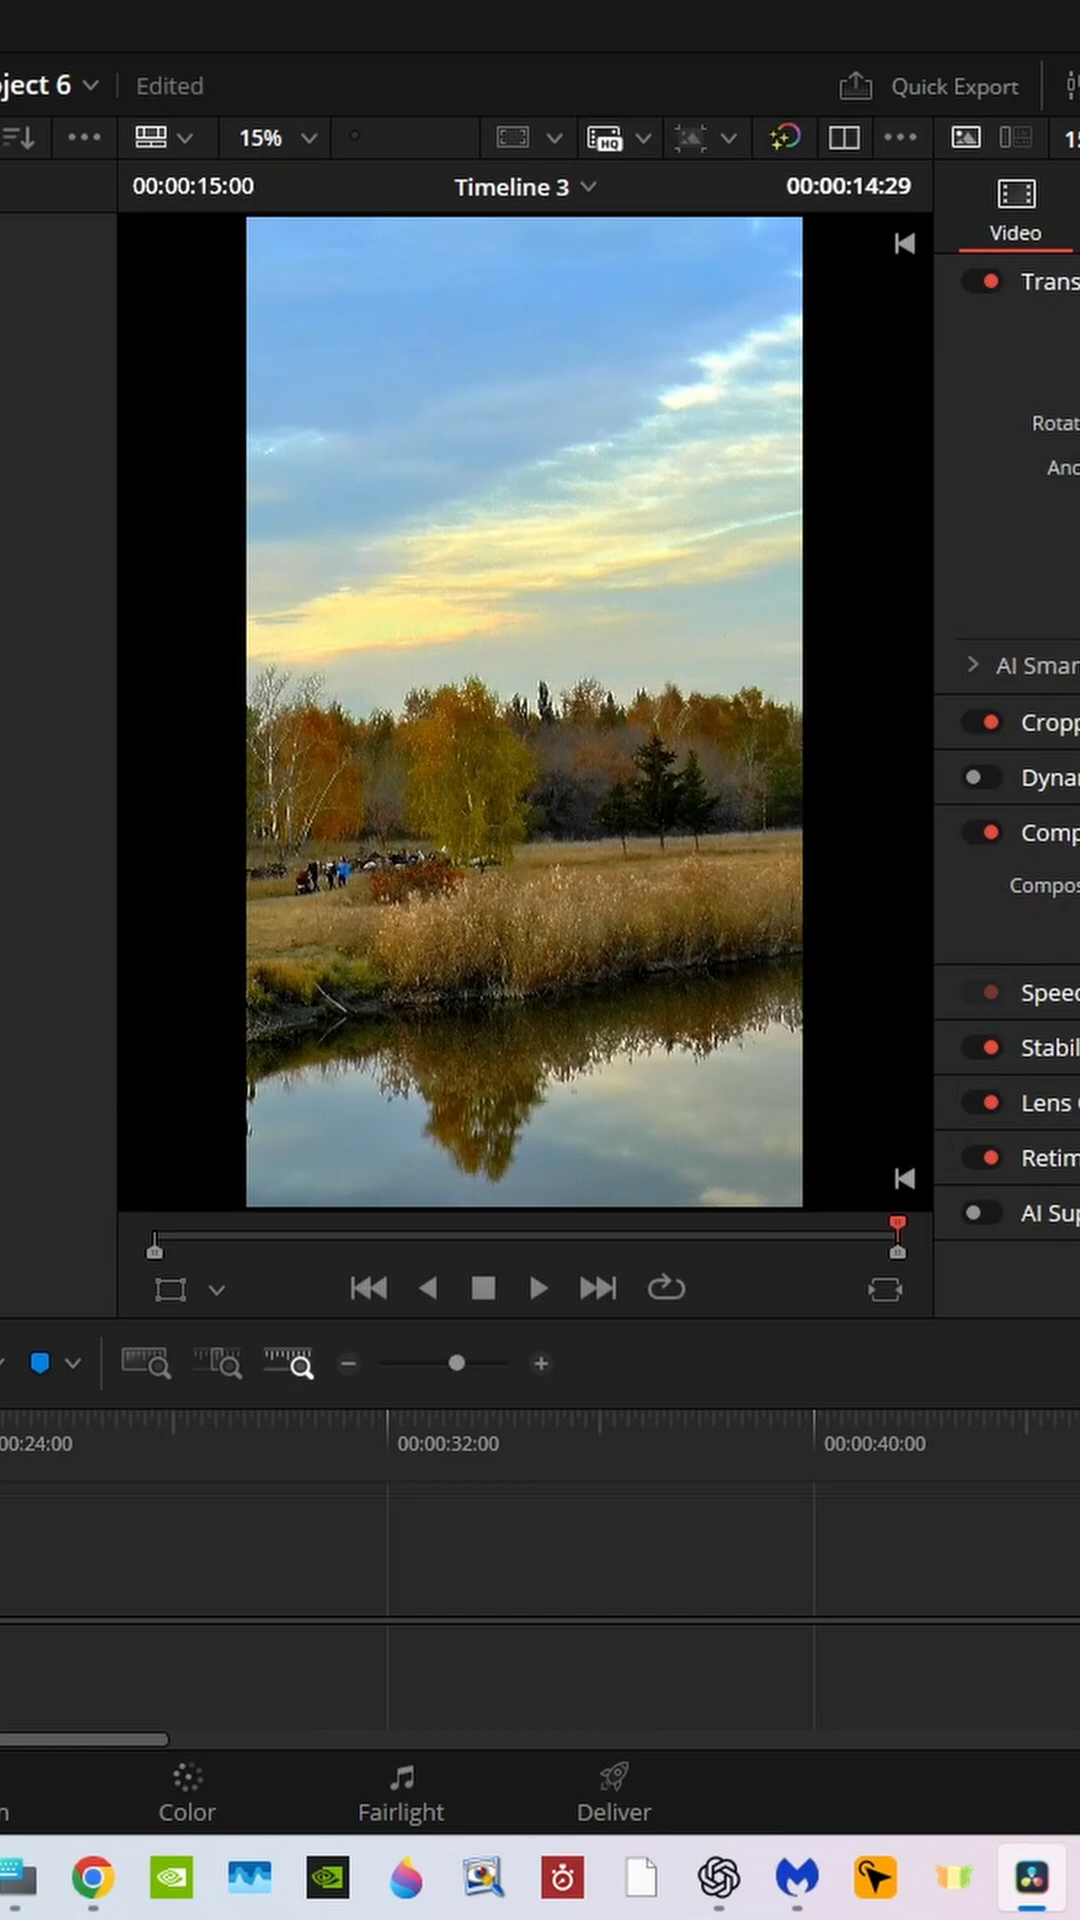 ject 6
Edited
Quick Export
15%
HQ
00:00:15:00
Timeline 3
00:00:14:29
Video
Trans
Rotat
Anc
AI Smar
Cropp
Dynar
Comp
Compos
Speed
Stabil
Lens
Retim
AI Sup
00:24:00
00:00:32:00
00:00:40:00
Color
Fairlight
Deliver